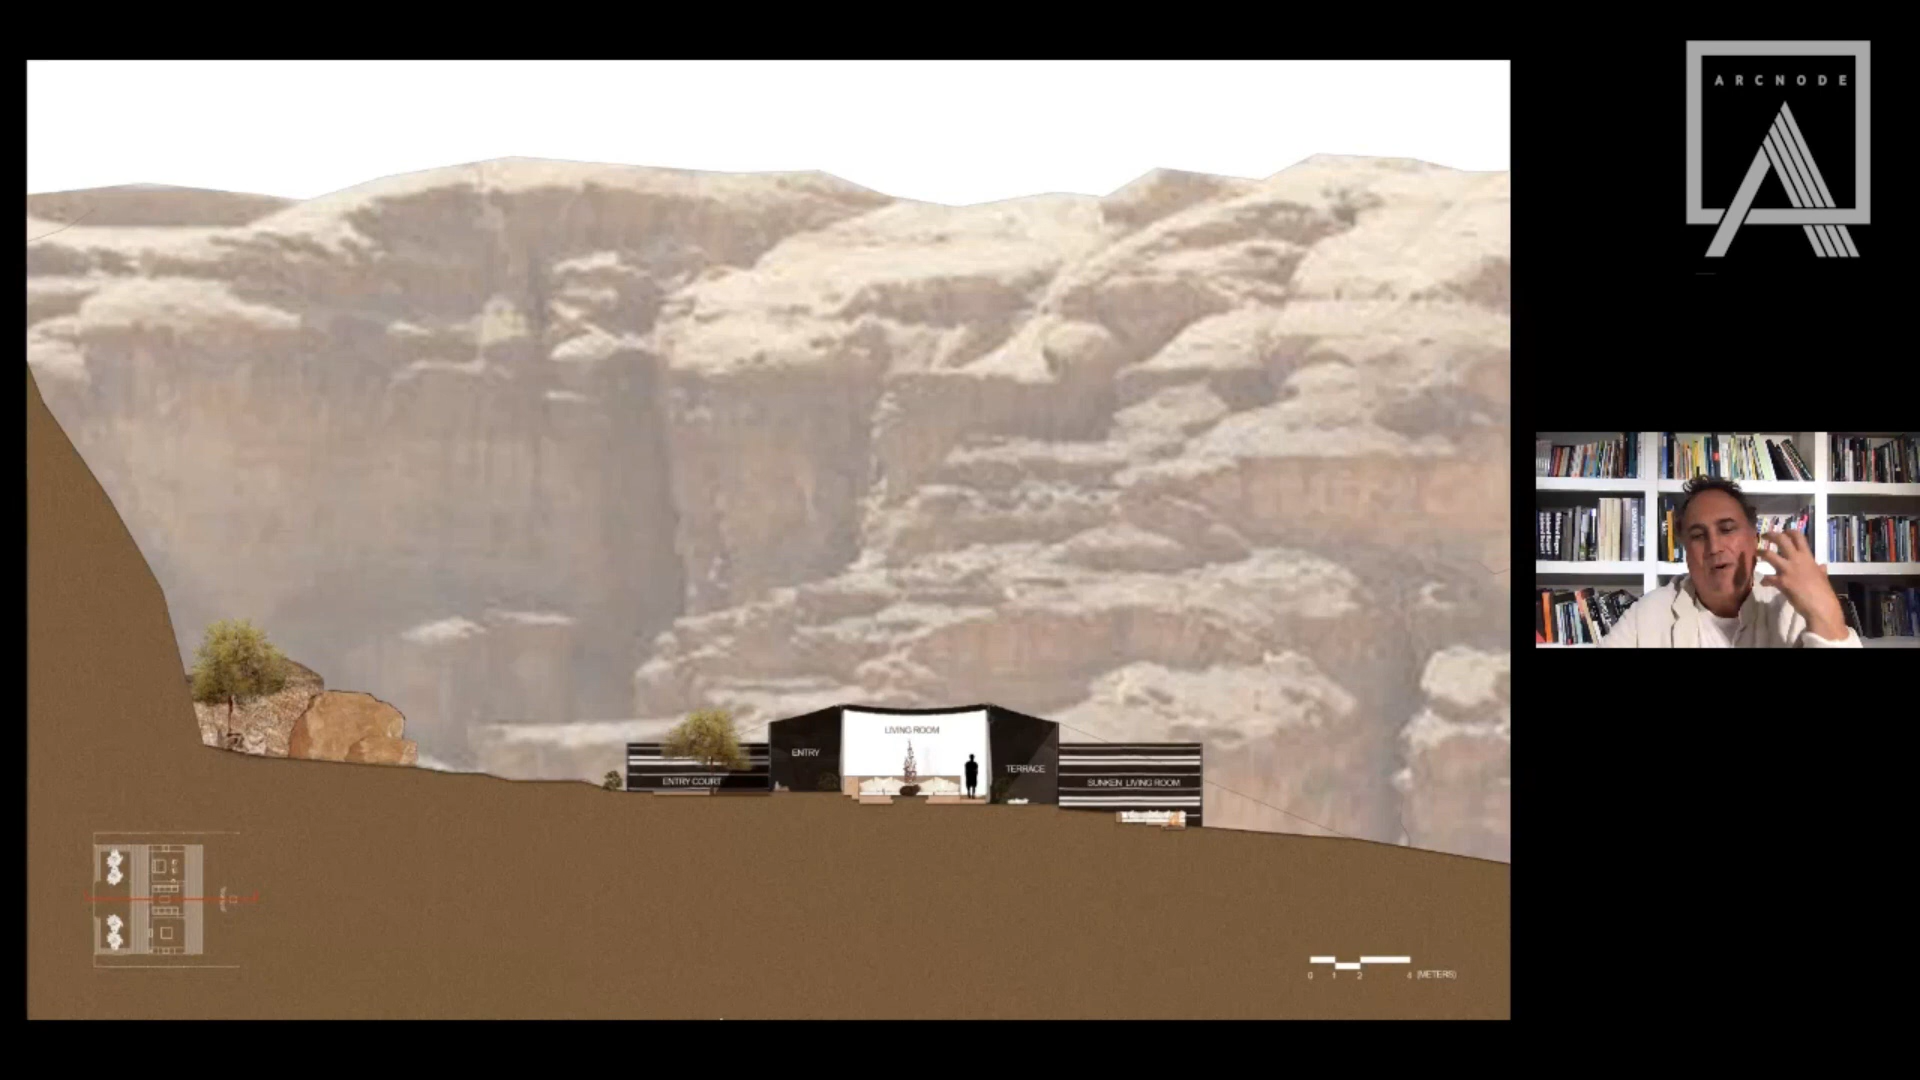 ARCNODE
LIVING ROOM
ENTRY
TERRACE
ENTRY COURT
SUNKEN LIVING ROOM
0 1 2 4 (METERS)